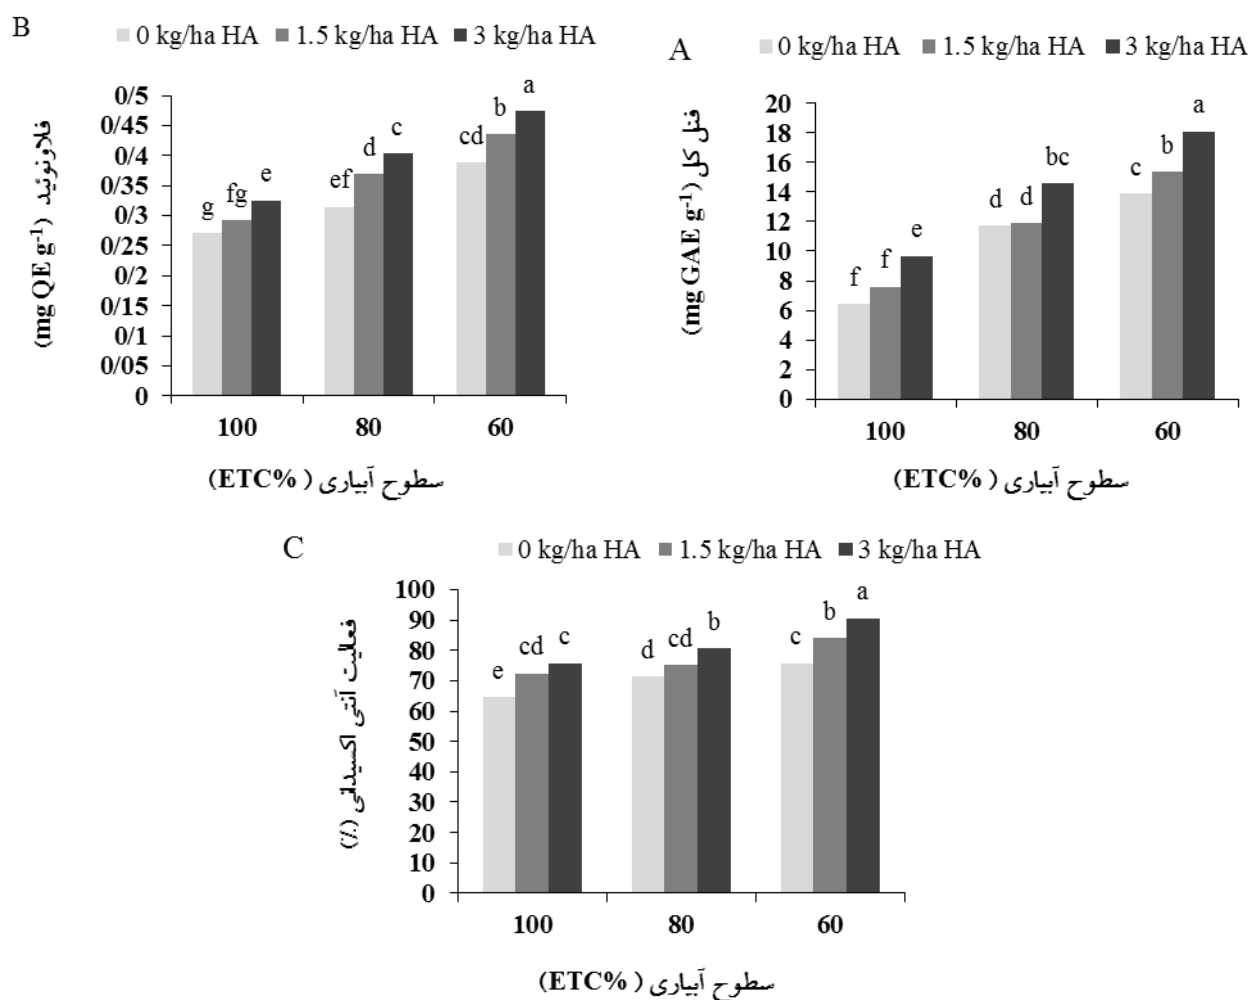 B
0 kg/ha HA 1.5 kg/ha HA 3 kg/ha HA
فلاونوئید (mg QE g-1)
0/5
0/45
0/4
0/35
0/3
0/25
0/2
0/15
0/1
0/05
0
g fg e
ef d c
cd b a
100 80 60
سطوح آبیاری (ETC%)
A
0 kg/ha HA 1.5 kg/ha HA 3 kg/ha HA
فنل کل (mg GAE g-1)
20
18
16
14
12
10
8
6
4
2
0
f f e
d d bc
c b a
100 80 60
سطوح آبیاری (ETC%)
C
0 kg/ha HA 1.5 kg/ha HA 3 kg/ha HA
فعالیت آنتی اکسیدانی (٪)
100
90
80
70
60
50
40
30
20
10
0
e cd c
d cd b
c b a
100 80 60
سطوح آبیاری (ETC%)